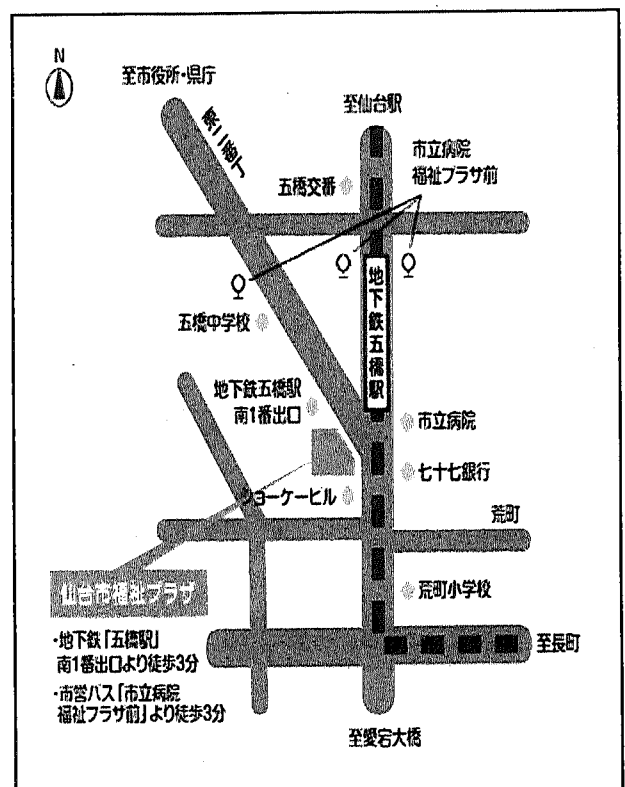 N
至市役所・県庁
至仙台駅
東二番丁
市立病院
福祉プラザ前
五橋交番
地下鉄五橋駅
五橋中学校
地下鉄五橋駅
南1番出口
市立病院
七十七銀行
ショーケービル
荒町
仙台市福祉プラザ
荒町小学校
・地下鉄「五橋駅」
南1番出口より徒歩3分
・市営バス「市立病院
福祉プラザ前」より徒歩3分
至長町
至愛宕大橋